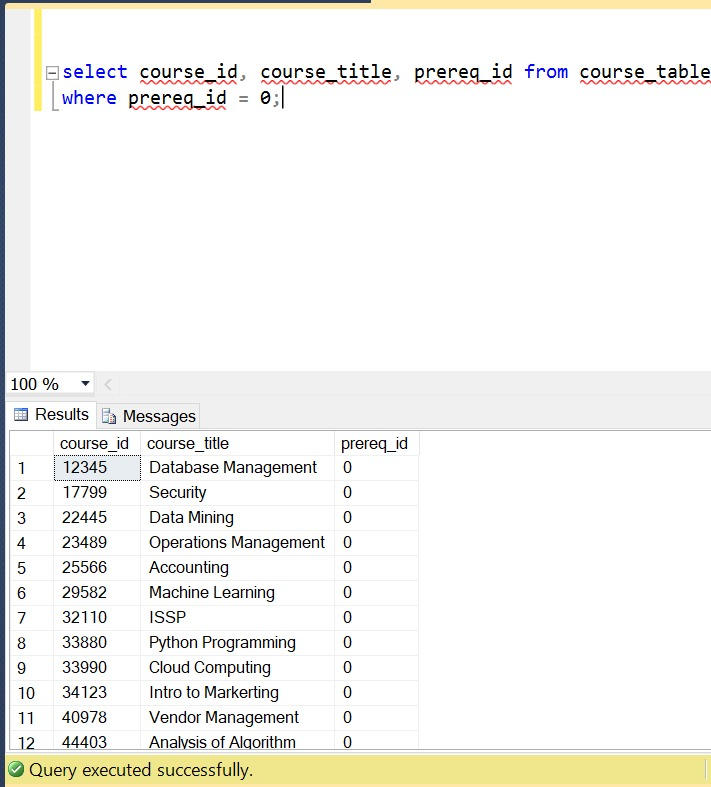 select course_id, course_title, prereq_id from course_table
where prereq_id = 0;
100 %
Results Messages
course_id course_title prereq_id
1 12345 Database Management 0
2 17799 Security 0
3 22445 Data Mining 0
4 23489 Operations Management 0
5 25566 Accounting 0
6 29582 Machine Learning 0
7 32110 ISSP 0
8 33880 Python Programming 0
9 33990 Cloud Computing 0
10 34123 Intro to Markerting 0
11 40978 Vendor Management 0
12 44403 Analysis of Algorithm 0
Query executed successfully.